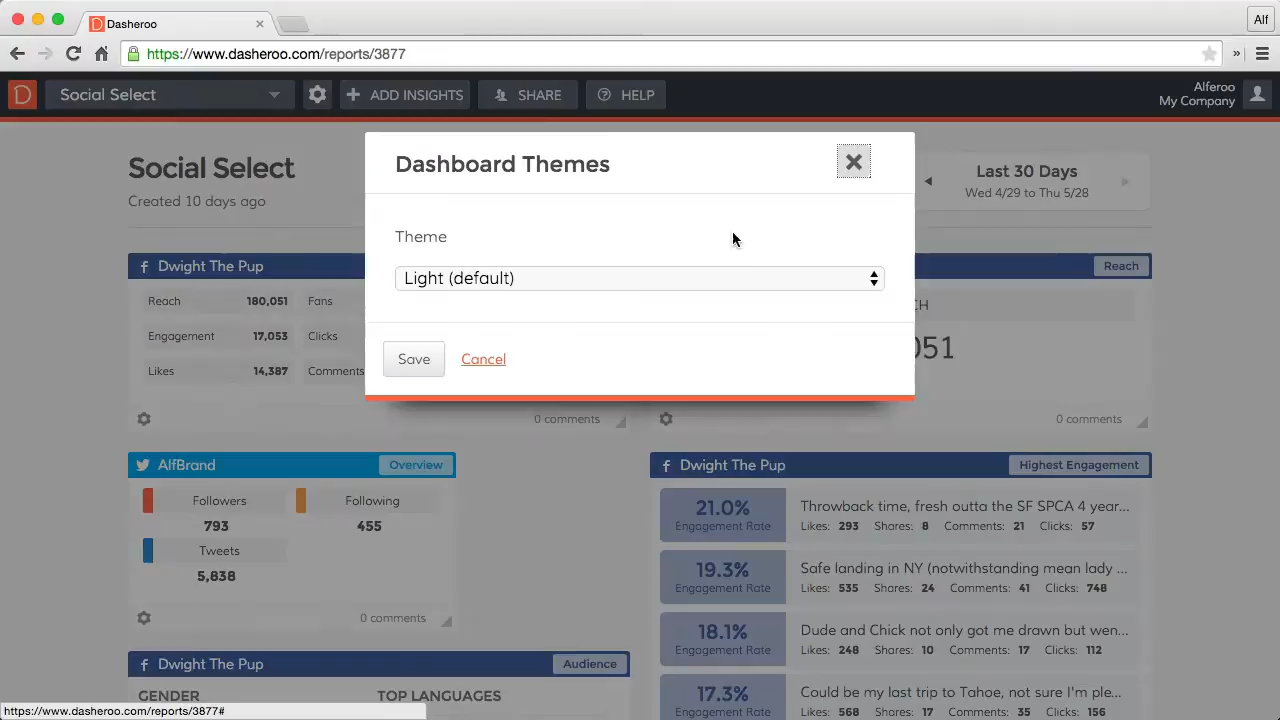 Dasheroo
Alf
https://www.dasheroo.com/reports/3877
Social Select
ADD INSIGHTS
SHARE
HELP
Alferoo
My Company
Dashboard Themes
Theme
Light (default)
Save
Cancel
Social Select
Created 10 days ago
Last 30 Days
Wed 4/29 to Thu 5/28
Dwight The Pup
Reach 180,051 Fans
Engagement 17,053 Clicks
Likes 14,387 Comments
0 comments
Reach
051
0 comments
AlfBrand Overview
Followers Following
793 455
Tweets
5,838
0 comments
Dwight The Pup Highest Engagement
21.0% Throwback time, fresh outta the SF SPCA 4 year...
Engagement Rate Likes: 293 Shares: 8 Comments: 21 Clicks: 57
19.3% Safe landing in NY (notwithstanding mean lady ...
Engagement Rate Likes: 535 Shares: 24 Comments: 41 Clicks: 748
18.1% Dude and Chick not only got me drawn but wen...
Engagement Rate Likes: 248 Shares: 10 Comments: 17 Clicks: 112
17.3% Could be my last trip to Tahoe, not sure I'm ple...
Engagement Rate Likes: 568 Shares: 17 Comments: 35 Clicks: 156
Dwight The Pup Audience
GENDER TOP LANGUAGES
https://www.dasheroo.com/reports/3877#